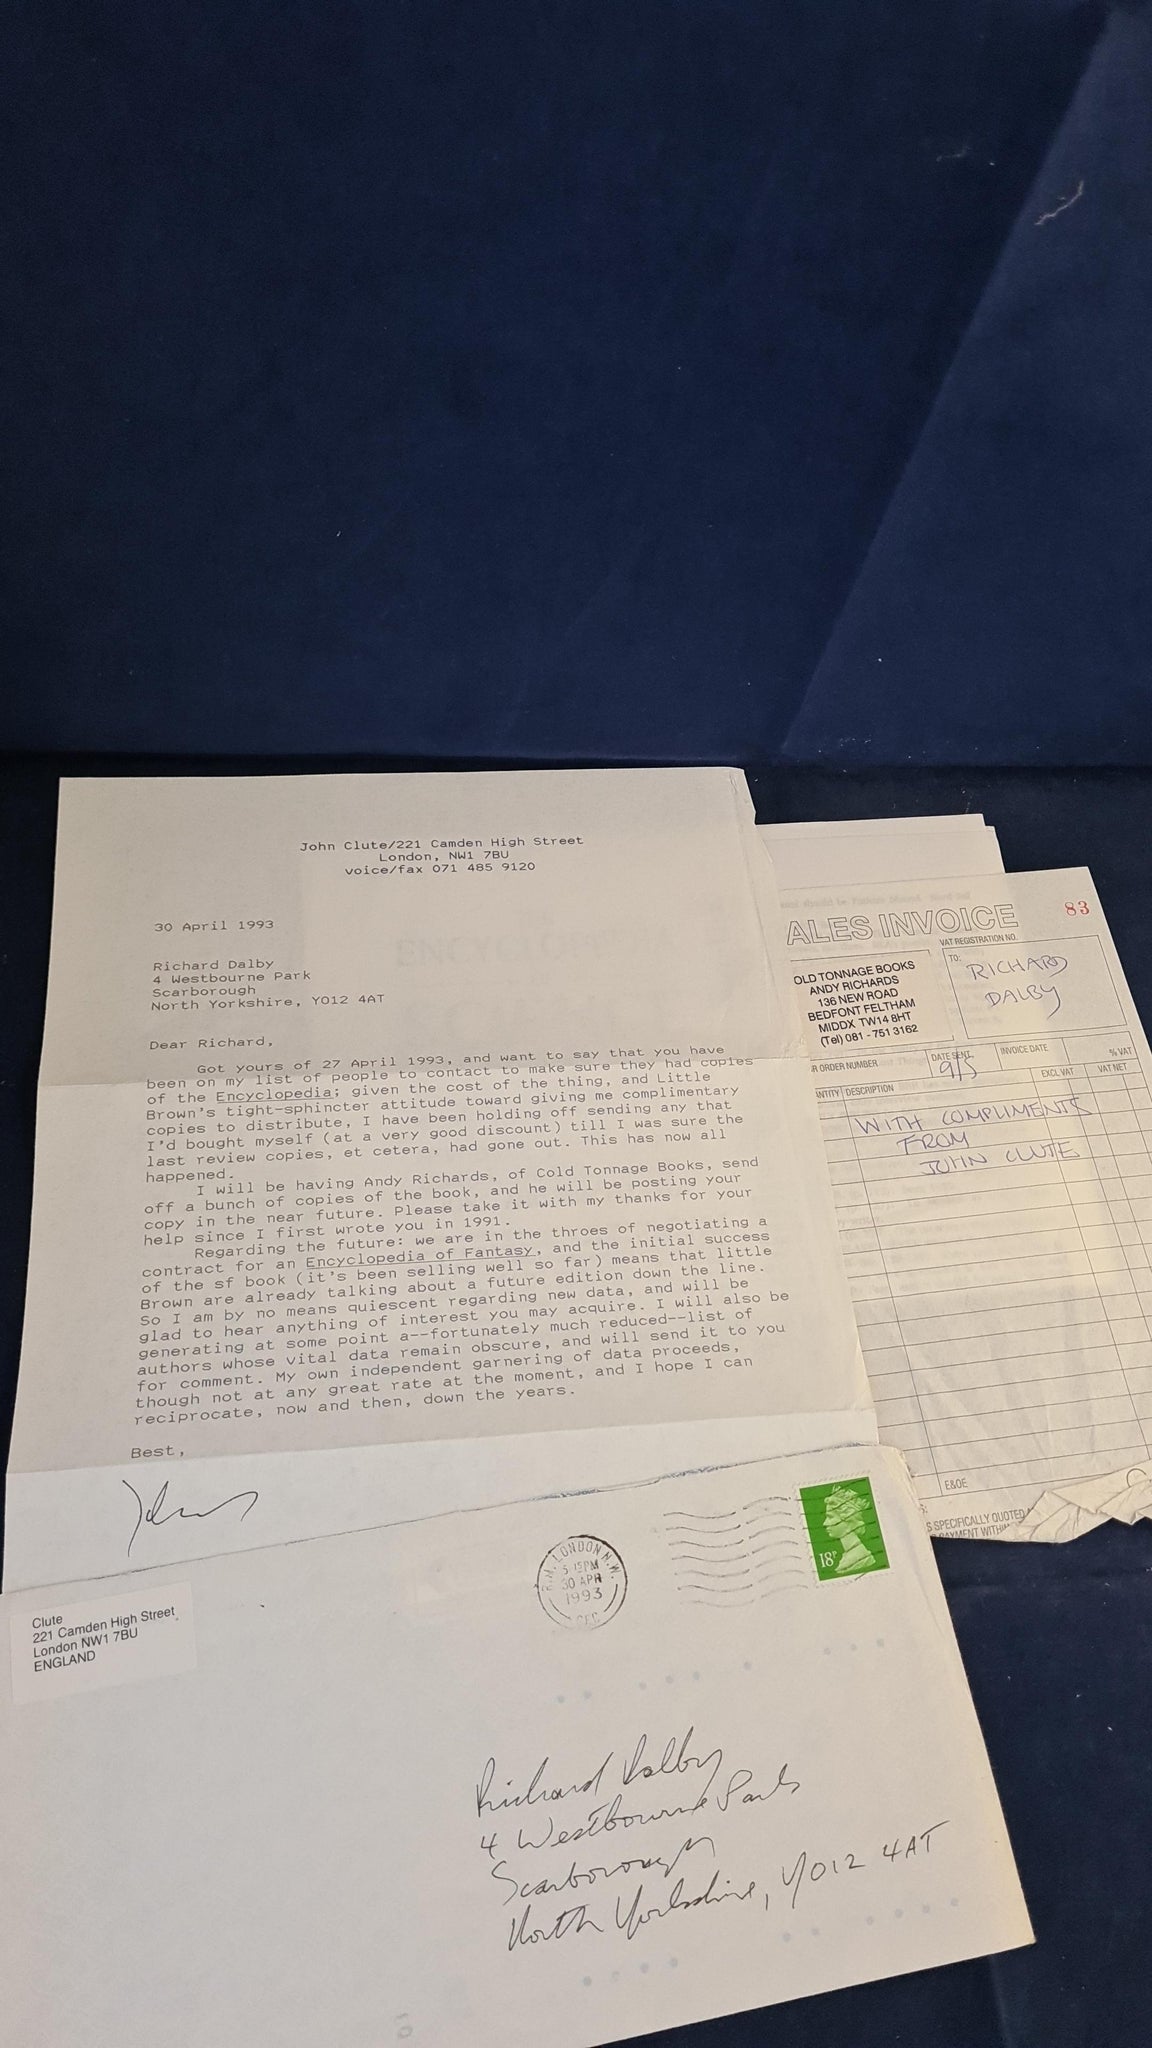 John Clute/221 Camden High Street
London, NW1 7BU
voice/fax 071 485 9120
30 April 1993
Richard Dalby
4 Westbourne Park
Scarborough
North Yorkshire, YO12 4AT
Dear Richard,
Got yours of 27 April 1993, and want to say that you have
been on my list of people to contact to make sure they had copies
of the Encyclopedia; given the cost of the thing, and Little
Brown's tight-sphincter attitude toward giving me complimentary
copies to distribute, I have been holding off sending any that
I'd bought myself (at a very good discount) till I was sure the
last review copies, et cetera, had gone out. This has now all
happened.
I will be having Andy Richards, of Cold Tonnage Books, send
off a bunch of copies of the book, and he will be posting your
copy in the near future. Please take it with my thanks for your
help since I first wrote you in 1991.
Regarding the future: we are in the throes of negotiating a
contract for an Encyclopedia of Fantasy, and the initial success
of the sf book (it's been selling well so far) means that little
Brown are already talking about a future edition down the line.
So I am by no means quiescent regarding new data, and will be
glad to hear anything of interest you may acquire. I will also be
generating at some point a--fortunately much reduced--list of
authors whose vital data remain obscure, and will send it to you
for comment. My own independent garnering of data proceeds,
though not at any great rate at the moment, and I hope I can
reciprocate, now and then, down the years.
Best,
John
ALES INVOICE
83
VAT REGISTRATION NO.
OLD TONNAGE BOOKS
ANDY RICHARDS
136 NEW ROAD
BEDFONT FELTHAM
MIDDX TW14 8HT
(Tel) 081 - 751 3162
TO:
RICHARD
DALBY
R ORDER NUMBER
DATE SENT
9/5
INVOICE DATE
% VAT
NTITY
DESCRIPTION
EXCL VAT
VAT NET
WITH COMPLIMENTS
FROM
JOHN CLUTE
E&OE
S SPECIFICALLY QUOTED
PAYMENT WITHIN
Clute
221 Camden High Street
London NW1 7BU
ENGLAND
LONDON N.W.
5 15PM
30 APR
1993
18P
Richard Dalby
4 Westbourne Park
Scarborough
North Yorkshire, YO12 4AT